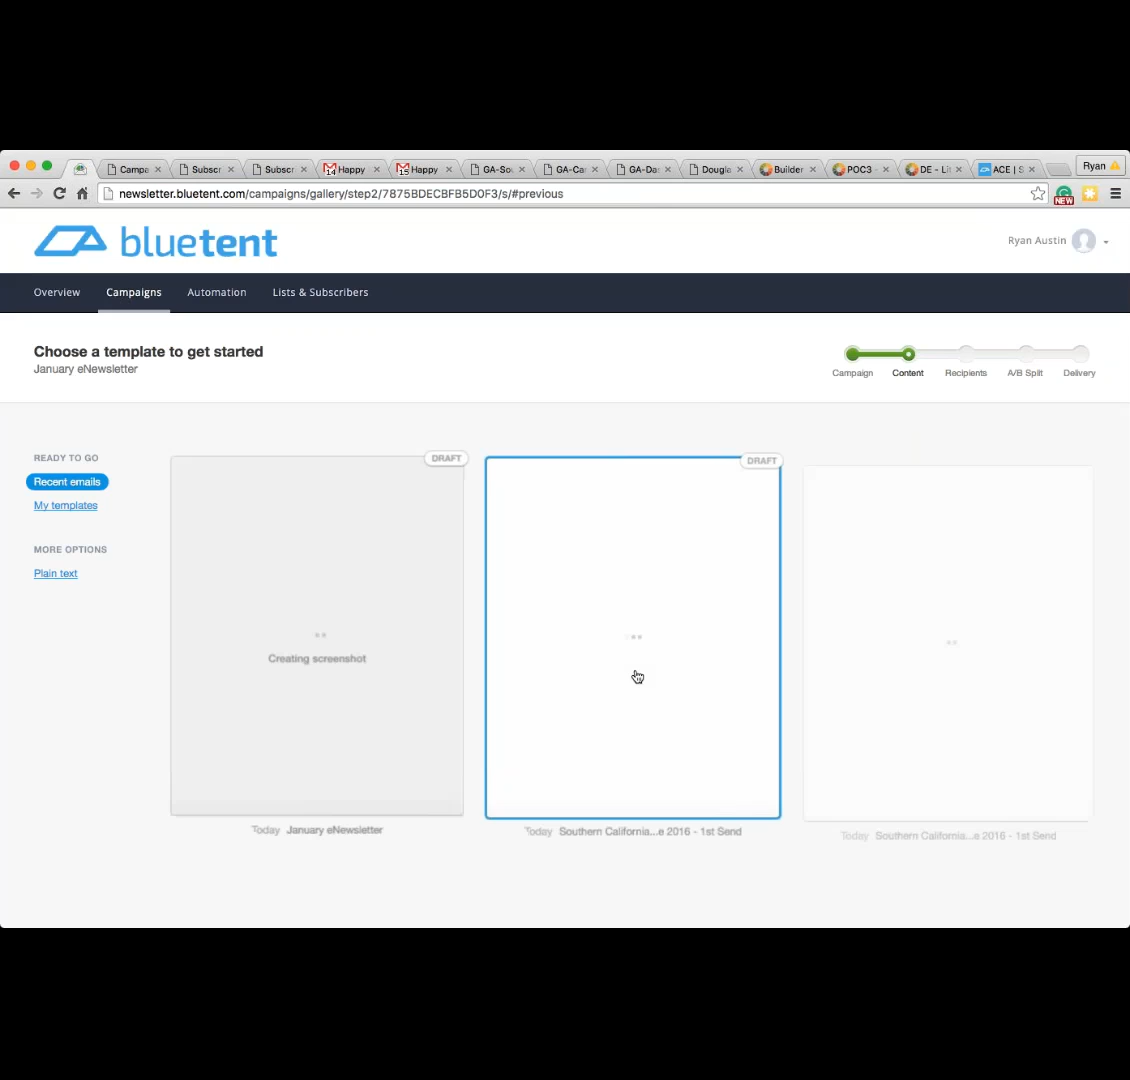 Campa
Subscr
Subscr
14 Happy
15 Happy
GA-So
GA-Ca
GA-Da
Dougla
Builder
POC3 -
DE - Li
ACE | S
Ryan
newsletter.bluetent.com/campaigns/gallery/step2/7875BDECBFB5D0F3/s/#previous
NEW
bluetent
Ryan Austin
Overview
Campaigns
Automation
Lists & Subscribers
Choose a template to get started
January eNewsletter
Campaign
Content
Recipients
A/B Split
Delivery
READY TO GO
Recent emails
My templates
MORE OPTIONS
Plain text
DRAFT
Creating screenshot
Today January eNewsletter
DRAFT
Today Southern California...e 2016 - 1st Send
Today Southern California...e 2016 - 1st Send